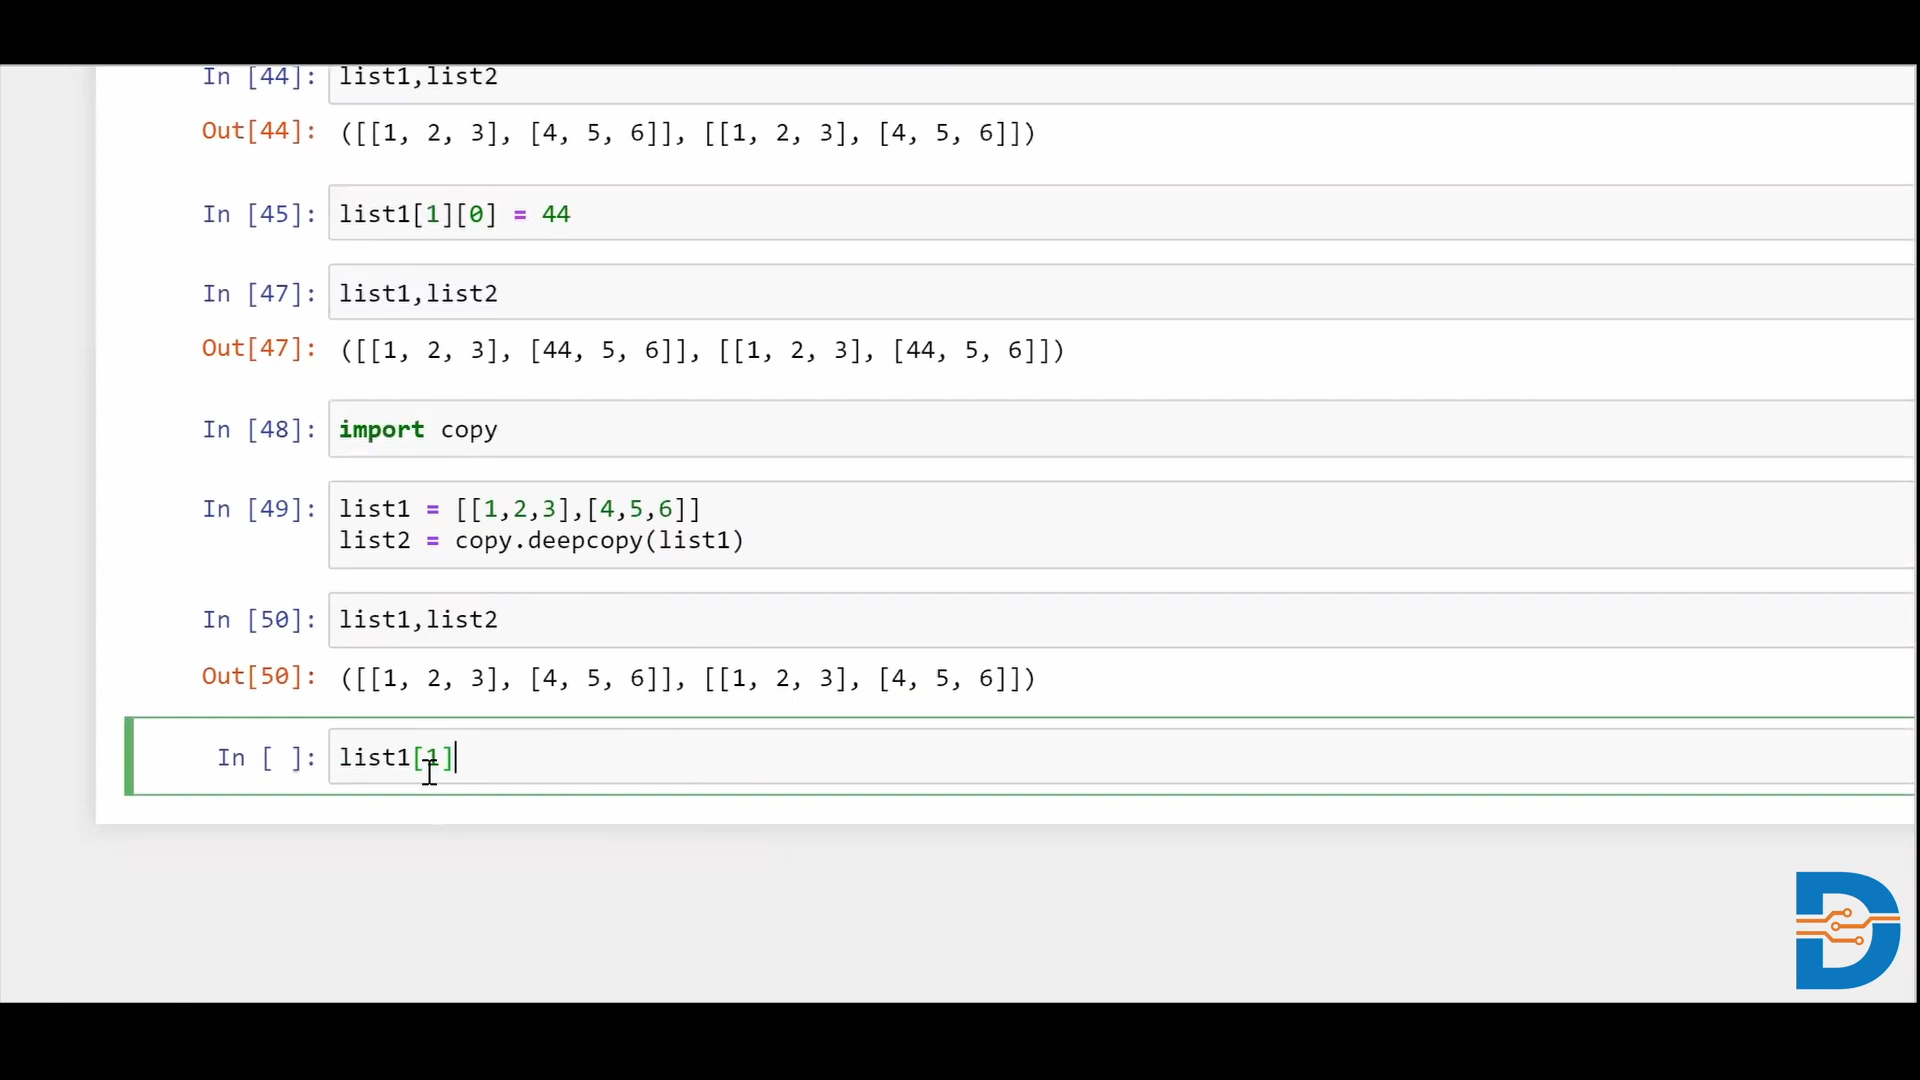 In [44]: list1,list2
Out[44]: ([[1, 2, 3], [4, 5, 6]], [[1, 2, 3], [4, 5, 6]])
In [45]: list1[1][0] = 44
In [47]: list1,list2
Out[47]: ([[1, 2, 3], [44, 5, 6]], [[1, 2, 3], [44, 5, 6]])
In [48]: import copy
In [49]: list1 = [[1,2,3],[4,5,6]]
list2 = copy.deepcopy(list1)
In [50]: list1,list2
Out[50]: ([[1, 2, 3], [4, 5, 6]], [[1, 2, 3], [4, 5, 6]])
In [ ]: list1[1]
D